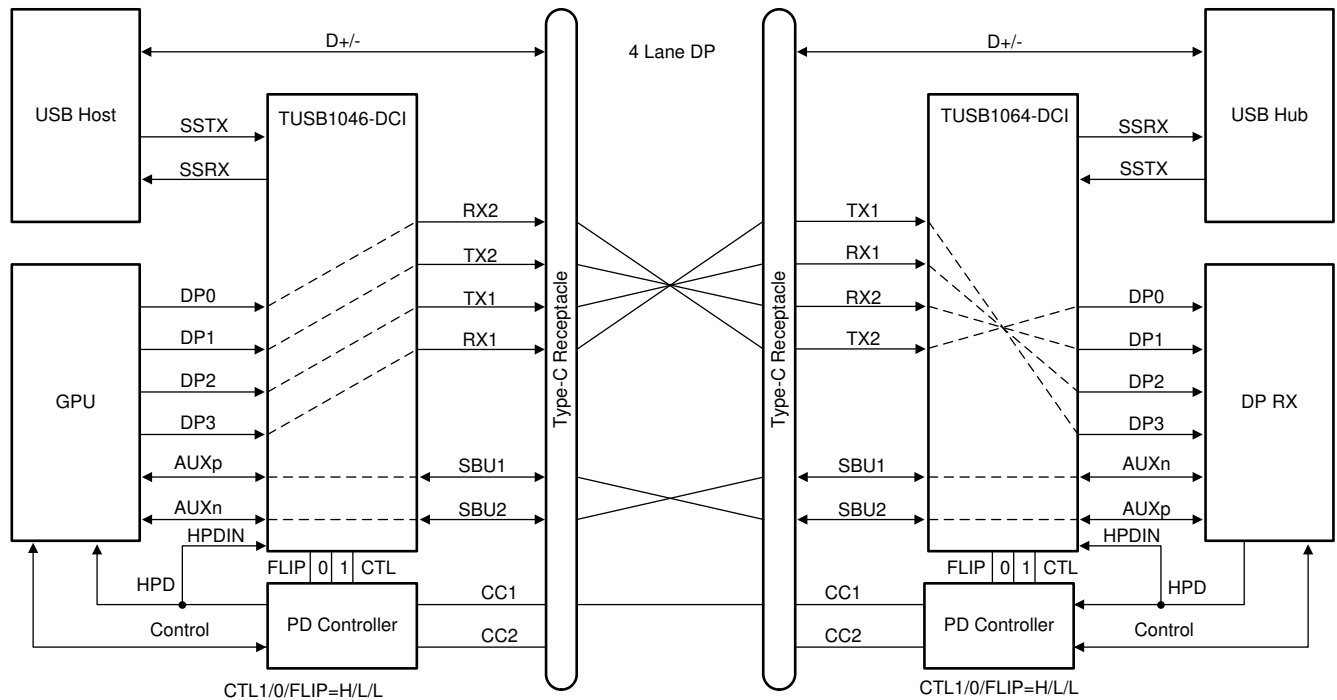 D+/-
4 Lane DP
D+/-
USB Host
TUSB1046-DCI
TUSB1064-DCI
USB Hub
SSTX
SSRX
SSRX
SSTX
RX2
TX2
TX1
RX1
TX1
RX1
RX2
TX2
Type-C Receptacle
Type-C Receptacle
GPU
DP0
DP1
DP2
DP3
AUXp
AUXn
HPDIN
SBU1
SBU2
SBU1
SBU2
DP0
DP1
DP2
DP3
AUXn
AUXp
HPDIN
DP RX
FLIP 0 1 CTL
FLIP 0 1 CTL
HPD
Control
PD Controller
CC1
CC2
CC1
CC2
PD Controller
HPD
Control
CTL1/0/FLIP=H/L/L
CTL1/0/FLIP=H/L/L